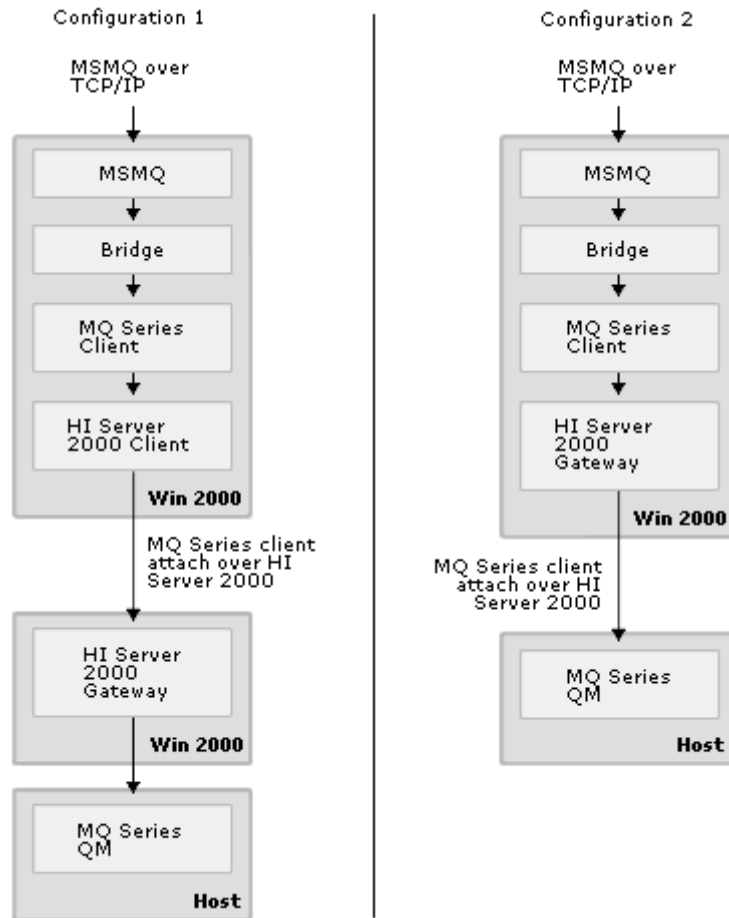 Configuration 1
MSMQ over
TCP/IP
MSMQ
Bridge
MQ Series
Client
HI Server
2000 Client
Win 2000
MQ Series client
attach over HI
Server 2000
HI Server
2000
Gateway
Win 2000
MQ Series
QM
Host
Configuration 2
MSMQ over
TCP/IP
MSMQ
Bridge
MQ Series
Client
HI Server
2000
Gateway
Win 2000
MQ Series client
attach over HI
Server 2000
MQ Series
QM
Host